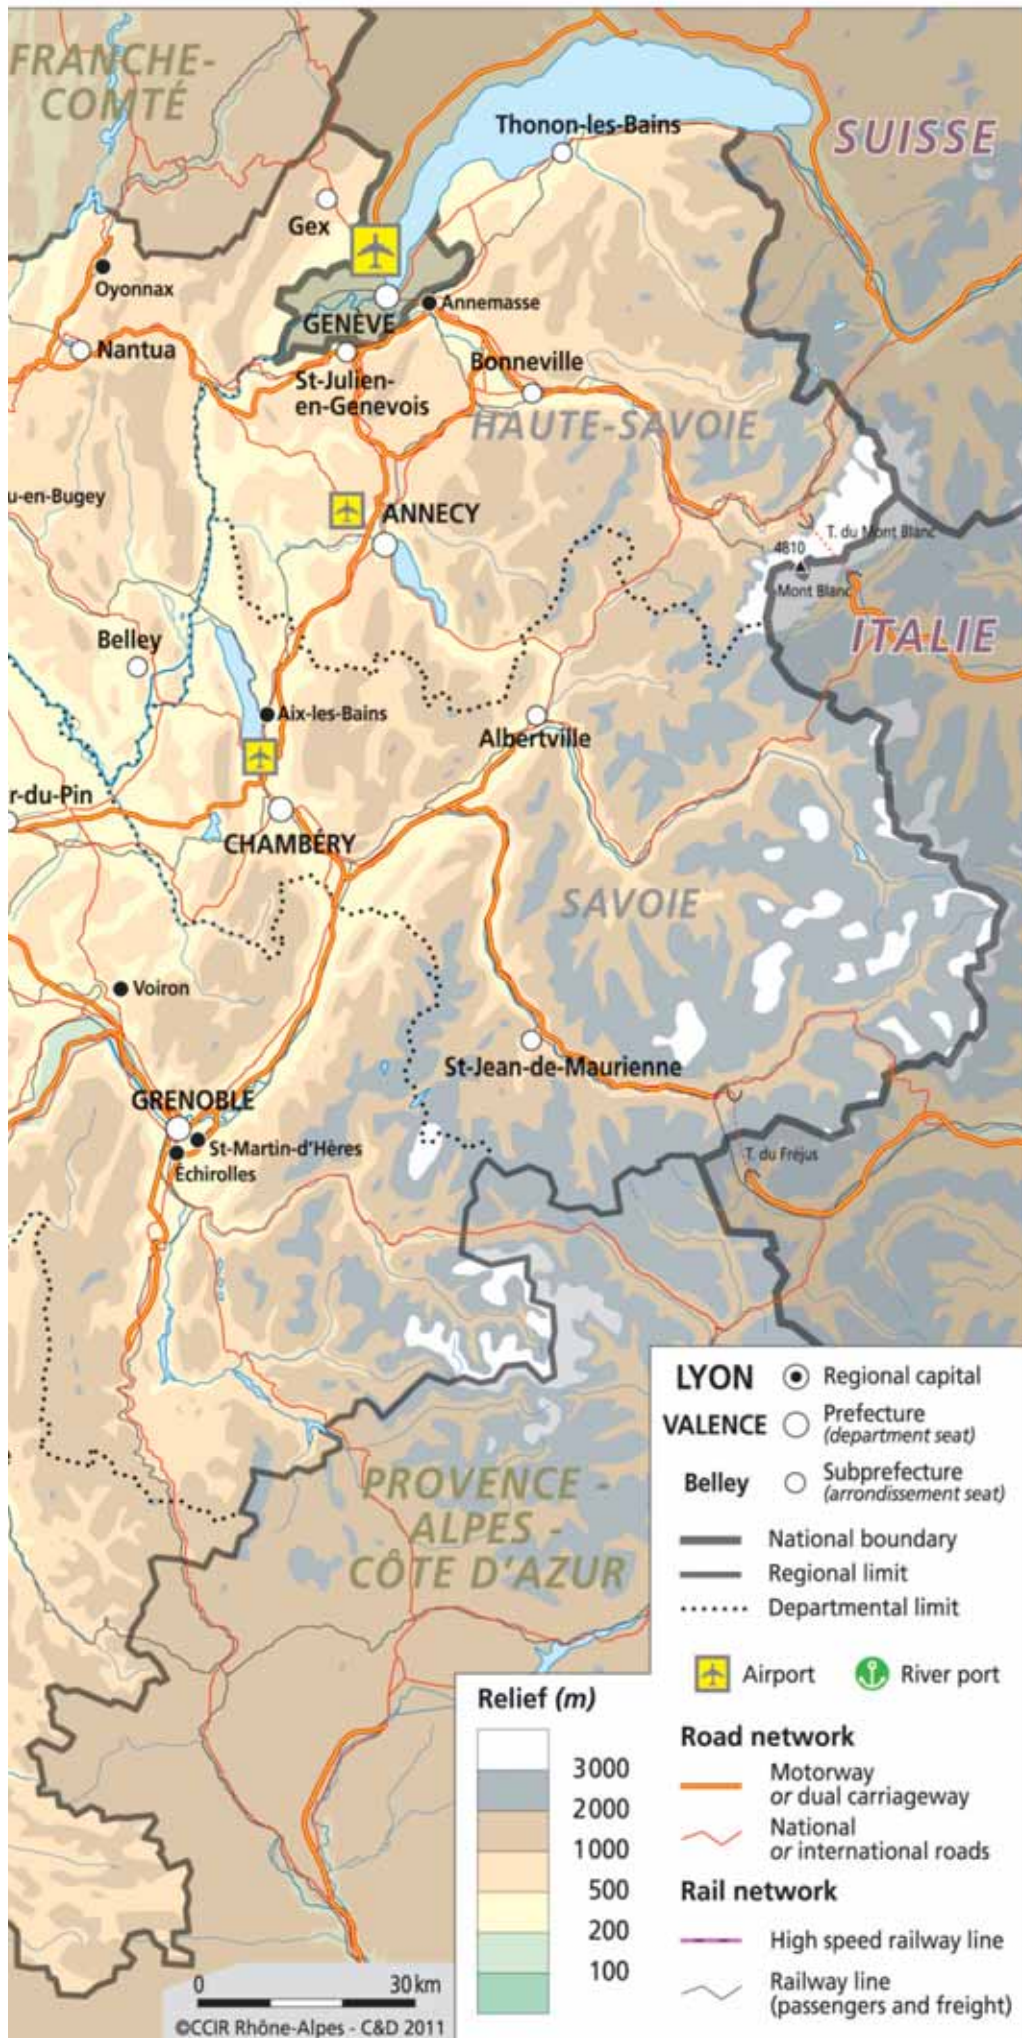 FRANCHE-
COMTÉ
Thonon-les-Bains
SUISSE
Gex
Oyonnax
Annemasse
GENÈVE
Nantua
Bonneville
St-Julien-
en-Genevois
HAUTE-SAVOIE
u-en-Bugey
ANNECY
T. du Mont Blanc
4810
Mont Blanc
ITALIE
Belley
Aix-les-Bains
Albertville
r-du-Pin
CHAMBÉRY
SAVOIE
Voiron
St-Jean-de-Maurienne
GRENOBLE
St-Martin-d'Hères
Échirolles
T. du Fréjus
PROVENCE -
ALPES -
CÔTE D'AZUR
LYON Regional capital
VALENCE Prefecture
(department seat)
Belley Subprefecture
(arrondissement seat)
National boundary
Regional limit
Departmental limit
Airport River port
Relief (m)
3000
2000
1000
500
200
100
Road network
Motorway
or dual carriageway
National
or international roads
Rail network
High speed railway line
Railway line
(passengers and freight)
0 30 km
©CCIR Rhône-Alpes - C&D 2011